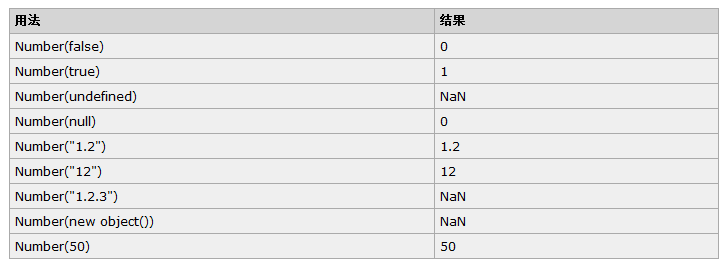 用法 结果
Number(false) 0
Number(true) 1
Number(undefined) NaN
Number(null) 0
Number("1.2") 1.2
Number("12") 12
Number("1.2.3") NaN
Number(new object()) NaN
Number(50) 50